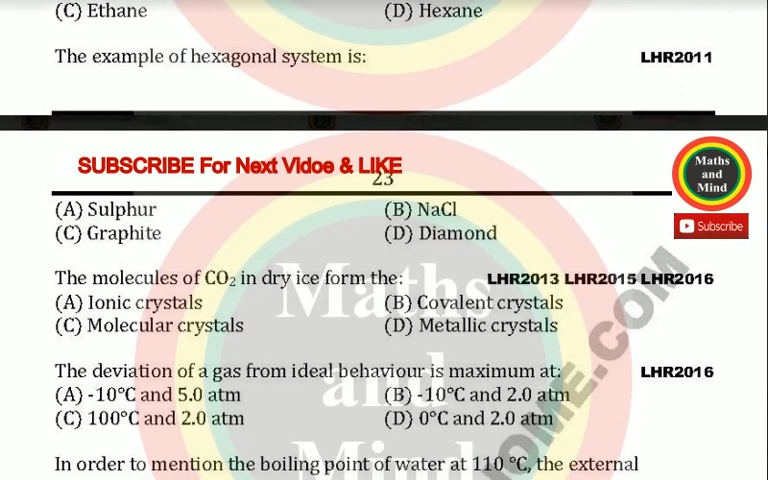 (C) Ethane (D) Hexane
The example of hexagonal system is: LHR2011
SUBSCRIBE For Next Vidoe & LIKE
23
Maths
and
Mind
Subscribe
(A) Sulphur (B) NaCl
(C) Graphite (D) Diamond
The molecules of CO₂ in dry ice form the: LHR2013 LHR2015 LHR2016
(A) Ionic crystals (B) Covalent crystals
(C) Molecular crystals (D) Metallic crystals
The deviation of a gas from ideal behaviour is maximum at: LHR2016
(A) -10°C and 5.0 atm (B) -10°C and 2.0 atm
(C) 100°C and 2.0 atm (D) 0°C and 2.0 atm
In order to mention the boiling point of water at 110 °C, the external
Maths
and
Mind